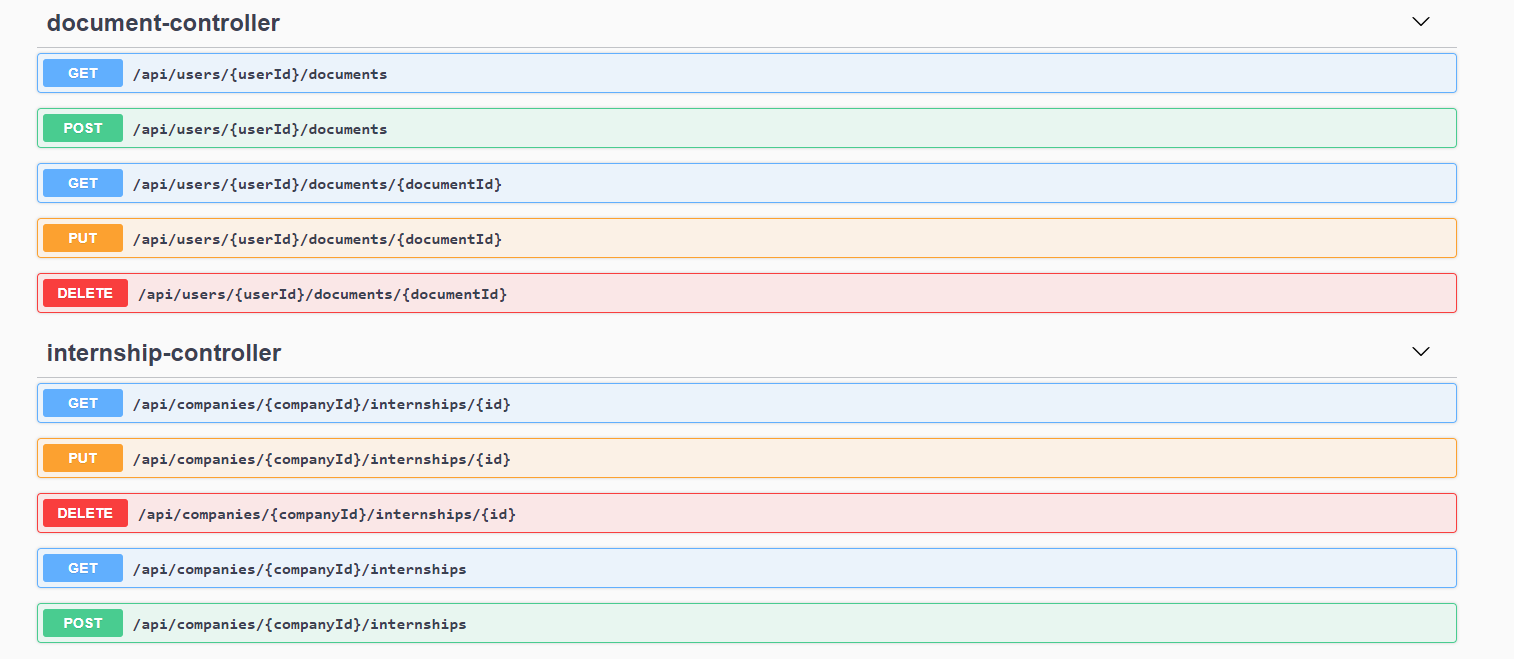 document-controller
GET /api/users/{userId}/documents
POST /api/users/{userId}/documents
GET /api/users/{userId}/documents/{documentId}
PUT /api/users/{userId}/documents/{documentId}
DELETE /api/users/{userId}/documents/{documentId}
internship-controller
GET /api/companies/{companyId}/internships/{id}
PUT /api/companies/{companyId}/internships/{id}
DELETE /api/companies/{companyId}/internships/{id}
GET /api/companies/{companyId}/internships
POST /api/companies/{companyId}/internships